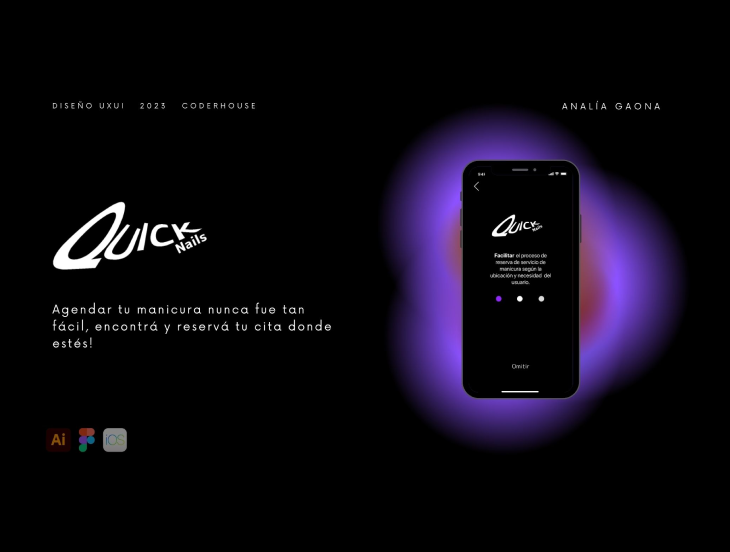 DISEÑO UXUI 2023 CODERHOUSE
ANALÍA GAONA
QUICK
Nails
Agendar tu manicura nunca fue tan
fácil, encontrá y reservá tu cita donde
estés!
Ai
iOS
9:41
QUICK
Nails
Facilitar el proceso de
reserva de servicio de
manicura según la
ubicación y necesidad del
usuario.
Omitir